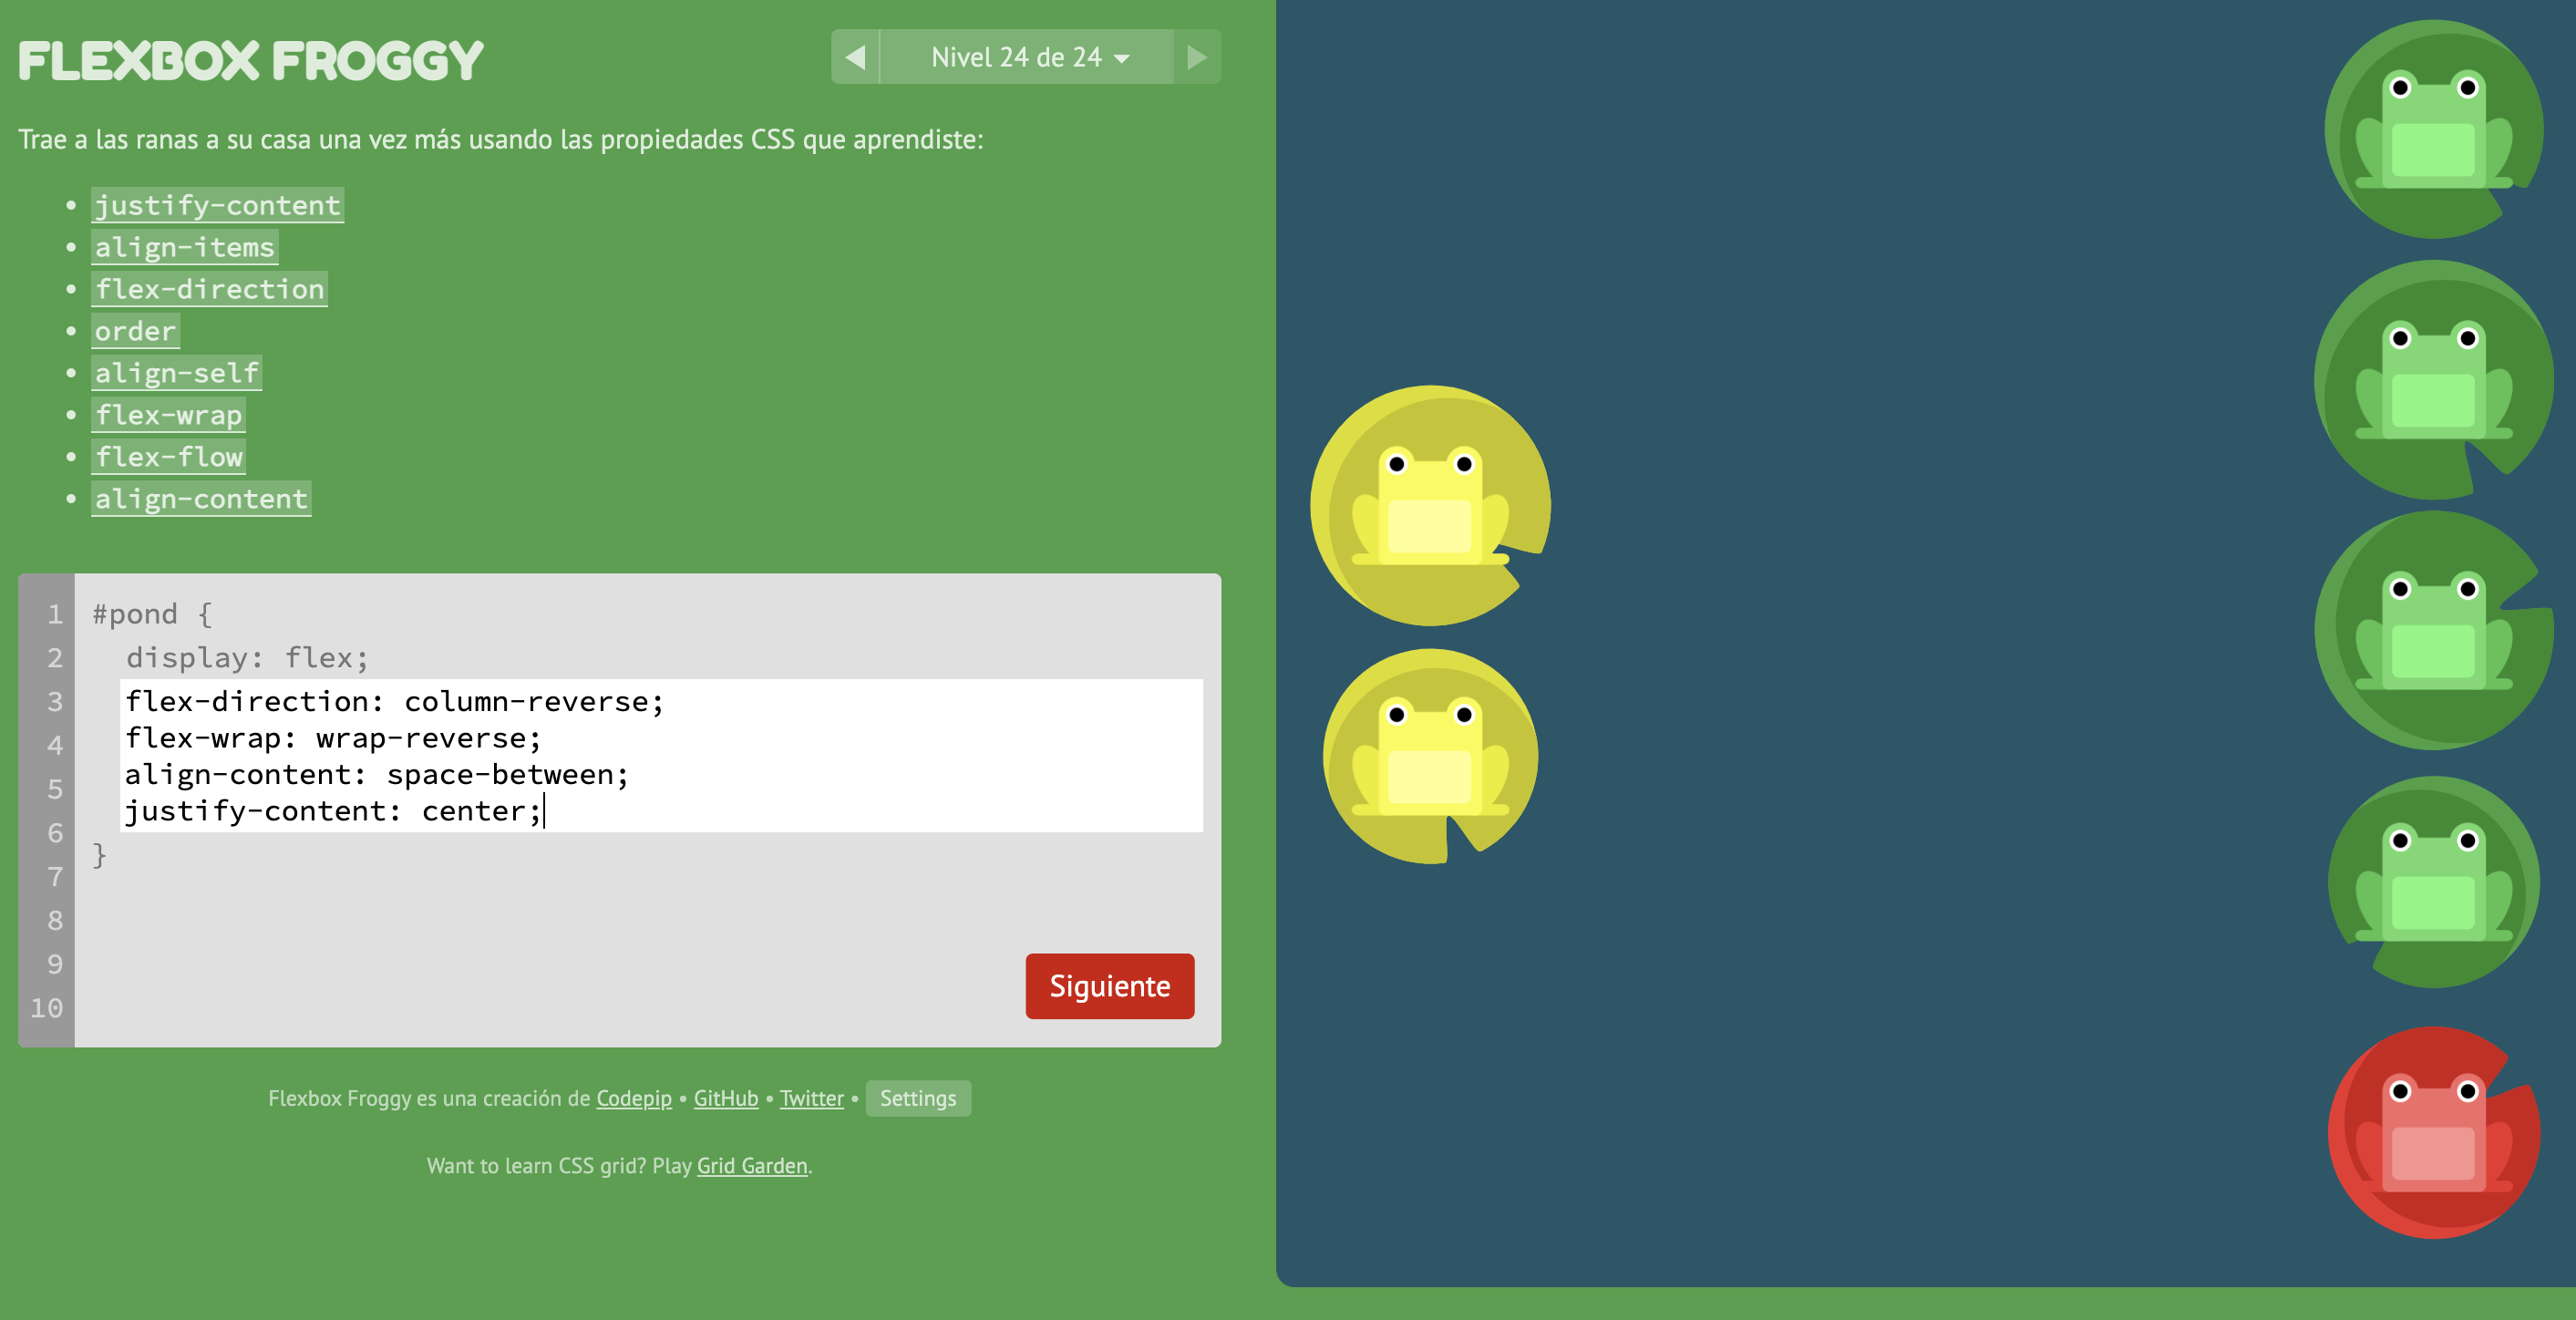 FLEXBOX FROGGY
Nivel 24 de 24
Trae a las ranas a su casa una vez más usando las propiedades CSS que aprendiste:
justify-content
align-items
flex-direction
order
align-self
flex-wrap
flex-flow
align-content
1 #pond {
2 display: flex;
3 flex-direction: column-reverse;
4 flex-wrap: wrap-reverse;
5 align-content: space-between;
6 justify-content: center;
7 }
8
9
10
Siguiente
Flexbox Froggy es una creación de Codepip • GitHub • Twitter • Settings
Want to learn CSS grid? Play Grid Garden.